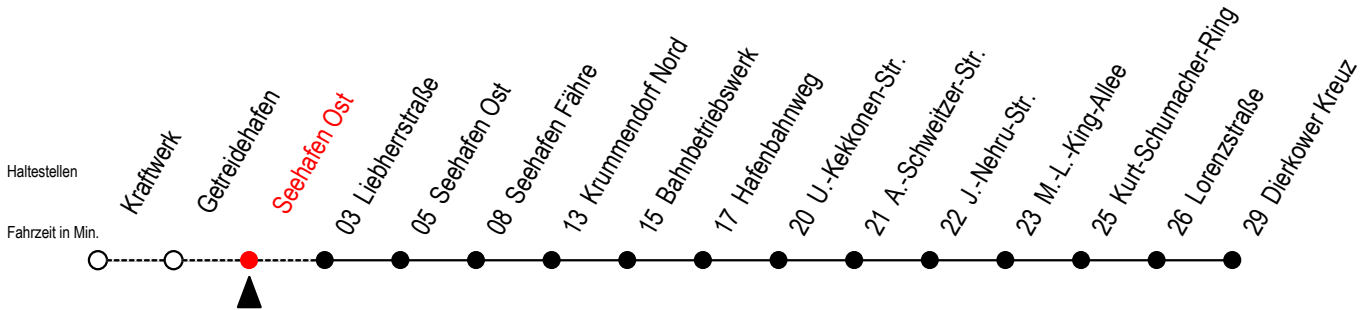 Haltestellen
Fahrzeit in Min.
Kraftwerk
Getreidehafen
Seehafen Ost
03 Liebherrstraße
05 Seehafen Ost
08 Seehafen Fähre
13 Krummendorf Nord
15 Bahnbetriebswerk
17 Hafenbahnweg
20 U.-Kekkonen-Str.
21 A.-Schweitzer-Str.
22 J.-Nehru-Str.
23 M.-L.-King-Allee
25 Kurt-Schumacher-Ring
26 Lorenzstraße
29 Dierkower Kreuz